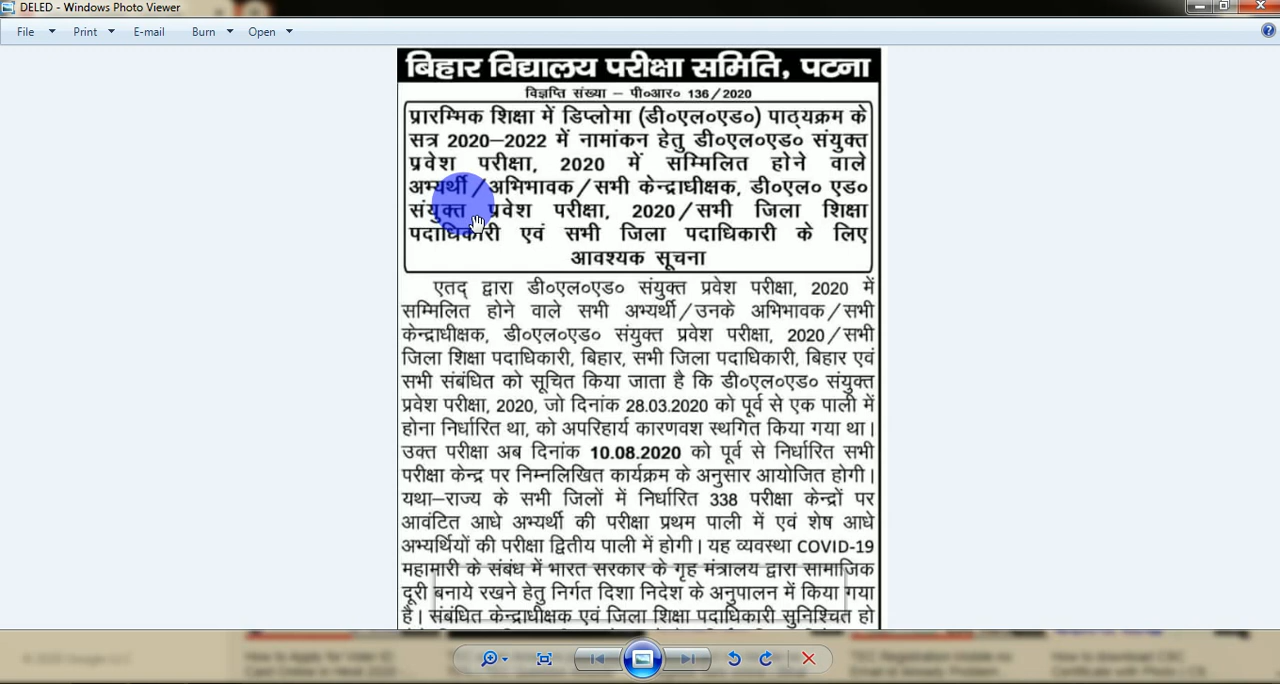 DELED - Windows Photo Viewer
File Print E-mail Burn Open
बिहार विद्यालय परीक्षा समिति, पटना
विज्ञप्ति संख्या – पी०आर० 136/2020
प्रारम्भिक शिक्षा में डिप्लोमा (डी०एल०एड०) पाठ्यक्रम के
सत्र 2020–2022 में नामांकन हेतु डी०एल०एड० संयुक्त
प्रवेश परीक्षा, 2020 में सम्मिलित होने वाले
अभ्यर्थी/अभिभावक/सभी केन्द्राधीक्षक, डी०एल० एड०
संयुक्त प्रवेश परीक्षा, 2020/सभी जिला शिक्षा
पदाधिकारी एवं सभी जिला पदाधिकारी के लिए
आवश्यक सूचना
एतद् द्वारा डी०एल०एड० संयुक्त प्रवेश परीक्षा, 2020 में
सम्मिलित होने वाले सभी अभ्यर्थी/उनके अभिभावक/सभी
केन्द्राधीक्षक, डी०एल०एड० संयुक्त प्रवेश परीक्षा, 2020/सभी
जिला शिक्षा पदाधिकारी, बिहार, सभी जिला पदाधिकारी, बिहार एवं
सभी संबंधित को सूचित किया जाता है कि डी०एल०एड० संयुक्त
प्रवेश परीक्षा, 2020, जो दिनांक 28.03.2020 को पूर्व से एक पाली में
होना निर्धारित था, को अपरिहार्य कारणवश स्थगित किया गया था।
उक्त परीक्षा अब दिनांक 10.08.2020 को पूर्व से निर्धारित सभी
परीक्षा केन्द्र पर निम्नलिखित कार्यक्रम के अनुसार आयोजित होगी।
यथा–राज्य के सभी जिलों में निर्धारित 338 परीक्षा केन्द्रों पर
आवंटित आधे अभ्यर्थी की परीक्षा प्रथम पाली में एवं शेष आधे
अभ्यर्थियों की परीक्षा द्वितीय पाली में होगी। यह व्यवस्था COVID-19
महामारी के संबंध में भारत सरकार के गृह मंत्रालय द्वारा सामाजिक
दूरी बनाये रखने हेतु निर्गत दिशा निदेश के अनुपालन में किया गया
है। संबंधित केन्द्राधीक्षक एवं जिला शिक्षा पदाधिकारी सुनिश्चित हो